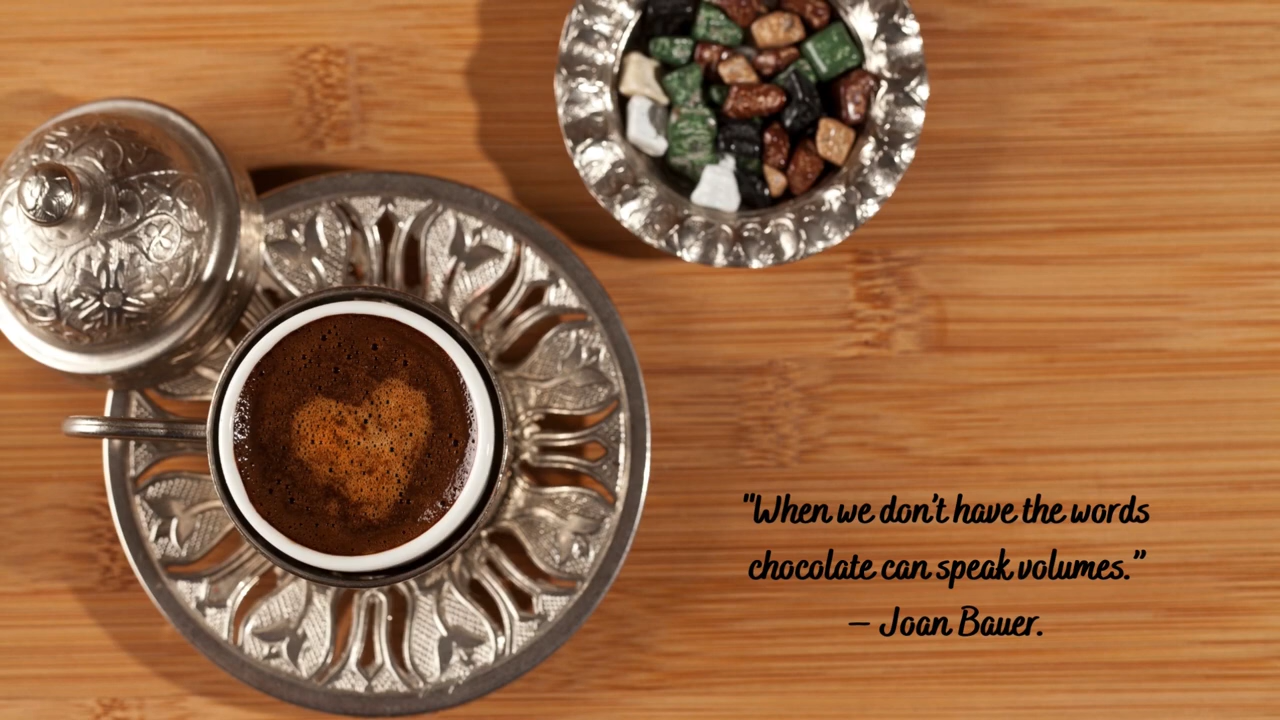 "When we don't have the words
chocolate can speak volumes."
– Joan Bauer.